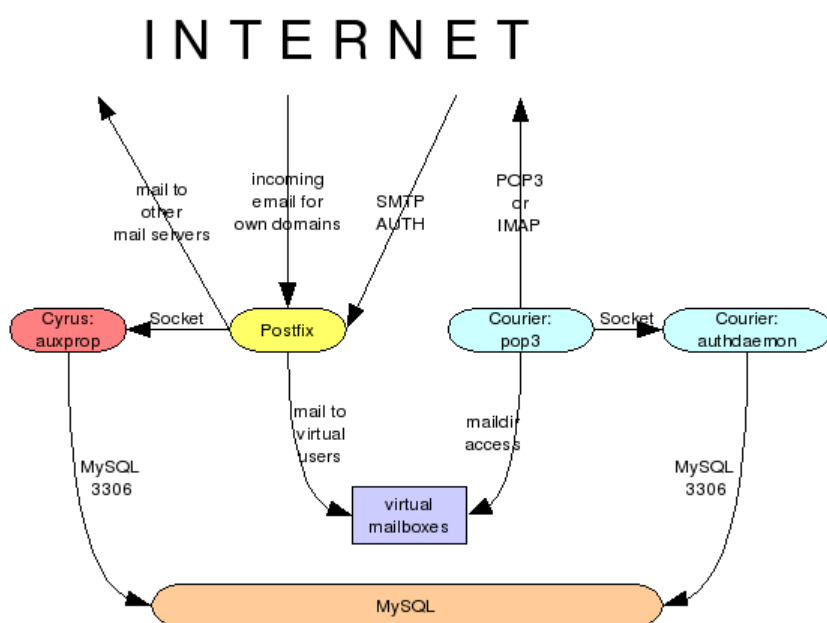 INTERNET
mail to
other
mail servers
incoming
email for
own domains
SMTP
AUTH
POP3
or
IMAP
Cyrus:
auxprop
Socket
Postfix
Courier:
pop3
Socket
Courier:
authdaemon
mail to
virtual
users
maildir
access
MySQL
3306
MySQL
3306
virtual
mailboxes
MySQL